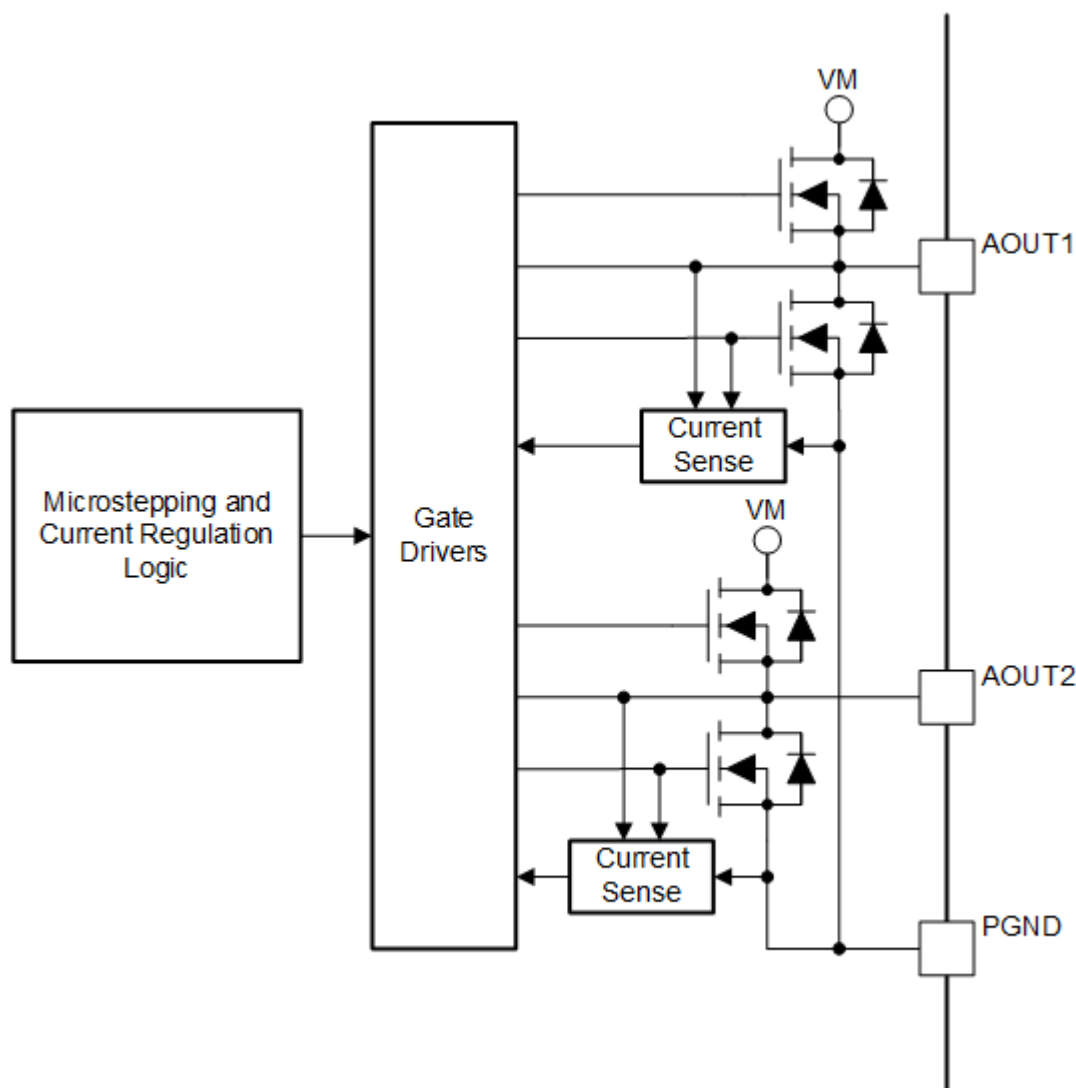 VM
AOUT1
Current
Sense
Microstepping and
Current Regulation
Logic
Gate
Drivers
VM
AOUT2
Current
Sense
PGND